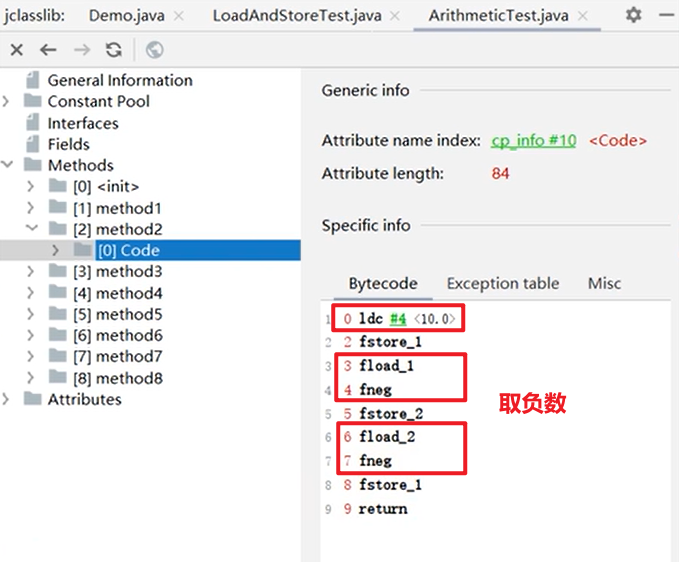 jclasslib: Demo.java LoadAndStoreTest.java ArithmeticTest.java
General Information
Constant Pool
Interfaces
Fields
Methods
[0] <init>
[1] method1
[2] method2
[0] Code
[3] method3
[4] method4
[5] method5
[6] method6
[7] method7
[8] method8
Attributes
Generic info
Attribute name index: cp_info #10 <Code>
Attribute length: 84
Specific info
Bytecode Exception table Misc
1 0 ldc #4 <10.0>
2 2 fstore_1
3 3 fload_1
4 4 fneg
5 5 fstore_2
6 6 fload_2
7 7 fneg
8 8 fstore_1
9 9 return
取负数